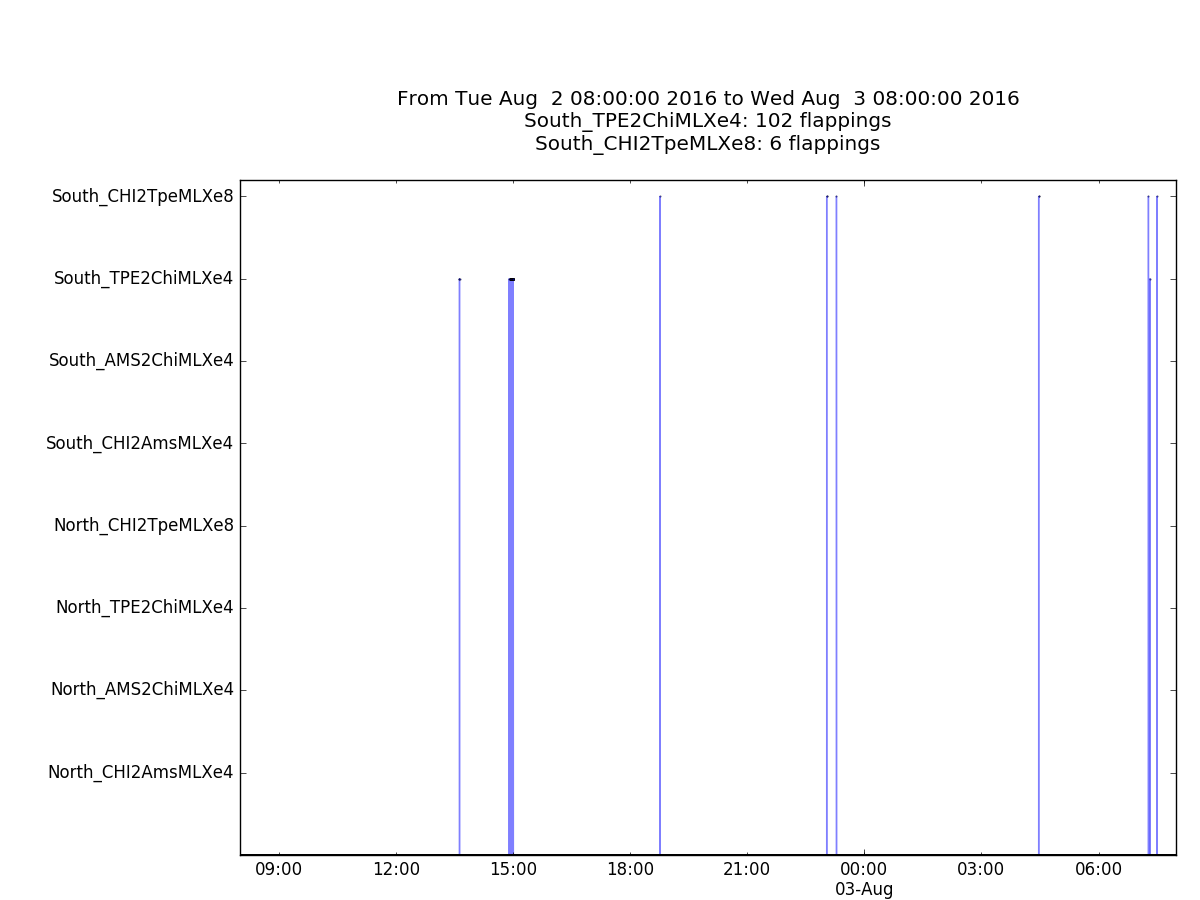 From Tue Aug  2 08:00:00 2016 to Wed Aug  3 08:00:00 2016
South_TPE2ChiMLXe4: 102 flappings
South_CHI2TpeMLXe8: 6 flappings
South_CHI2TpeMLXe8
South_TPE2ChiMLXe4
South_AMS2ChiMLXe4
South_CHI2AmsMLXe4
North_CHI2TpeMLXe8
North_TPE2ChiMLXe4
North_AMS2ChiMLXe4
North_CHI2AmsMLXe4
09:00 12:00 15:00 18:00 21:00 00:00 03:00 06:00
03-Aug